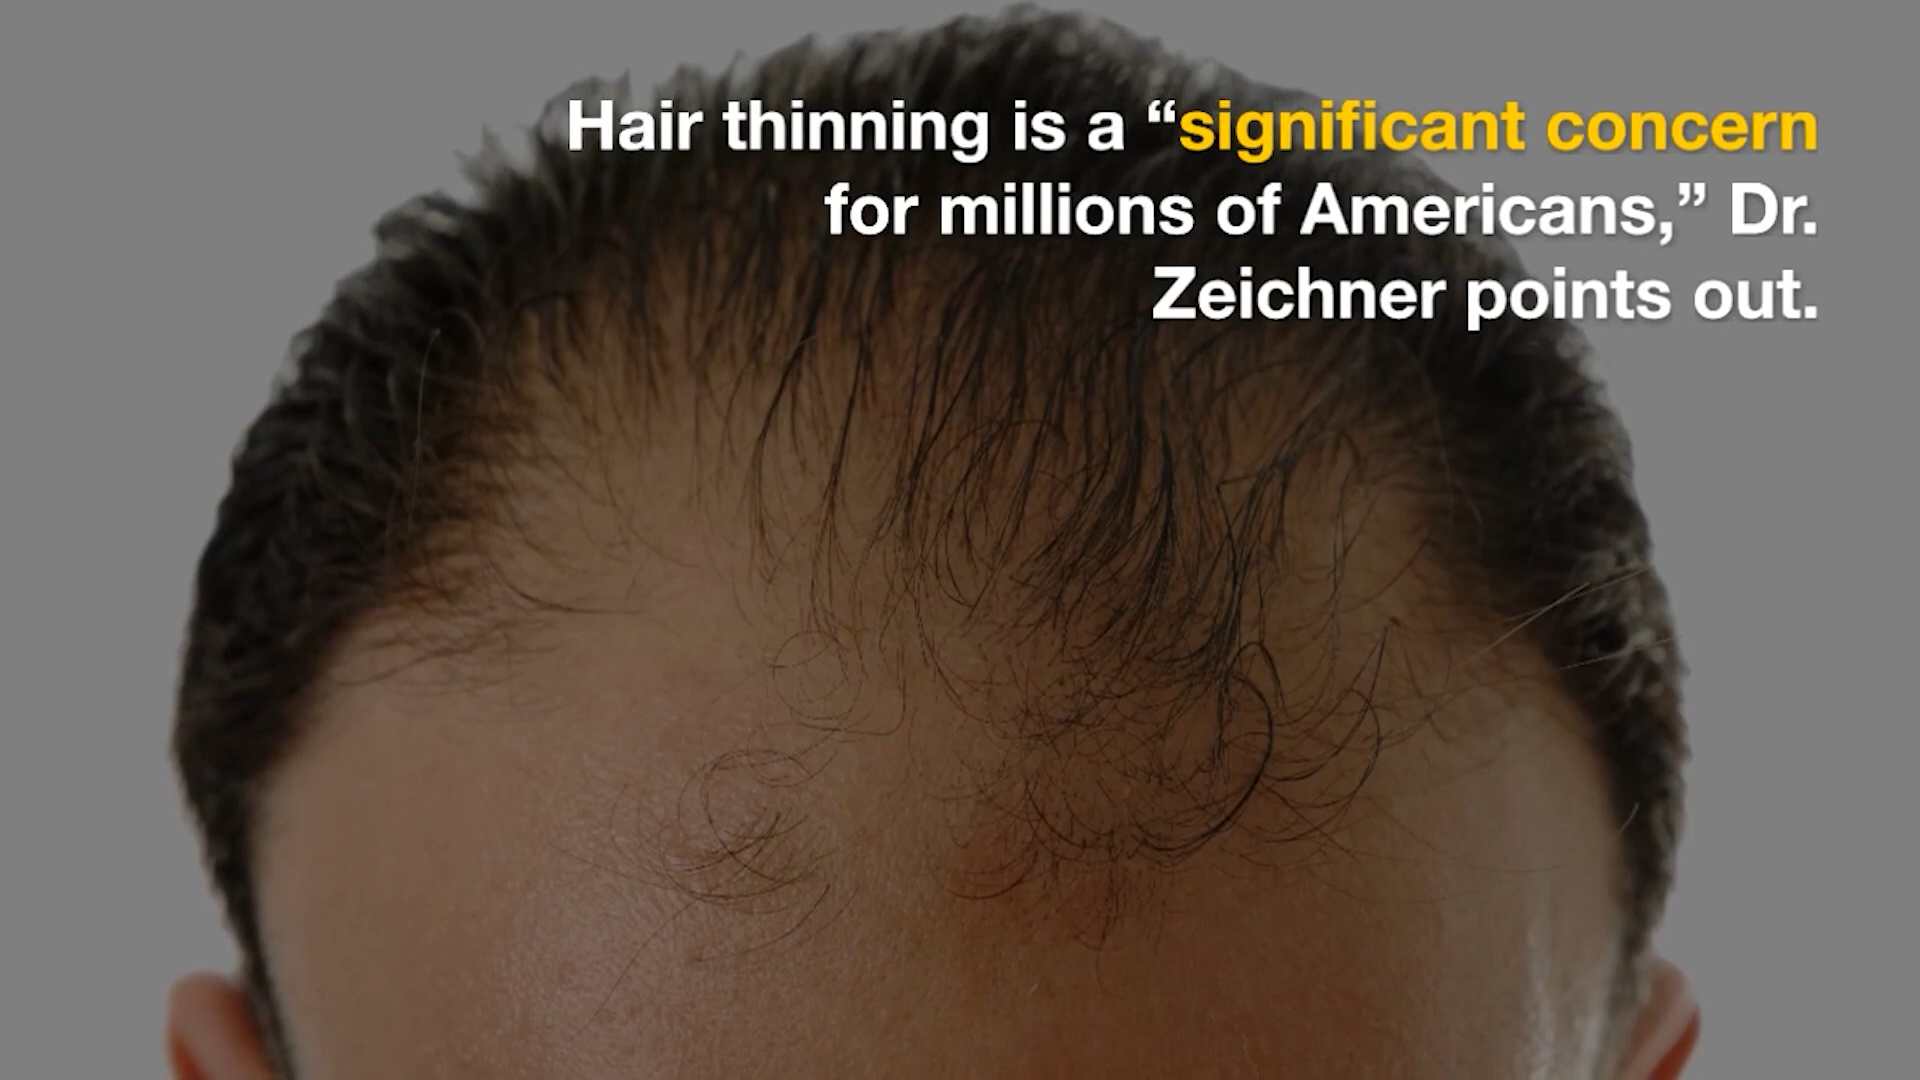 Hair thinning is a “significant concern
for millions of Americans,” Dr.
Zeichner points out.